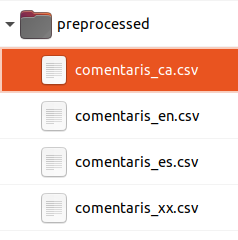 preprocessed
comentaris_ca.csv
comentaris_en.csv
comentaris_es.csv
comentaris_xx.csv